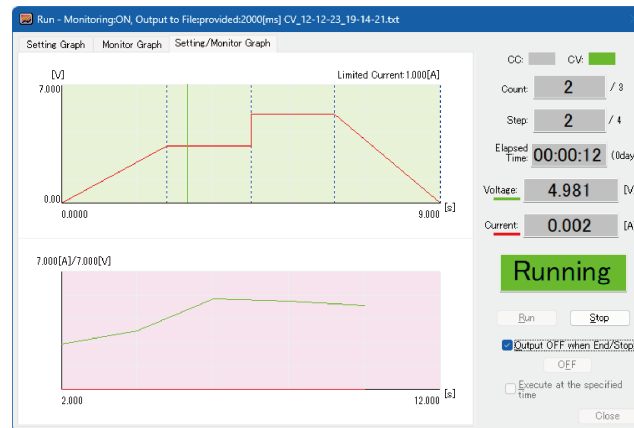 Run - Monitoring:ON, Output to File:provided:2000[ms] CV_12-12-23_19-14-21.txt
Setting Graph Monitor Graph Setting/Monitor Graph
[V] Limited Current:1.000[A]
7.000
0.00
0.0000 9.000 [s]
7.000[A]/7.000[V]
2.000 12.000 [s]
CC: CV:
Count: 2 / 3
Step: 2 / 4
Elapsed
Time: 00:00:12 (0day
Voltage: 4.981 [V
Current: 0.002 [A
Running
Run Stop
Output OFF when End/Stop
OFF
Execute at the specified
time
Close